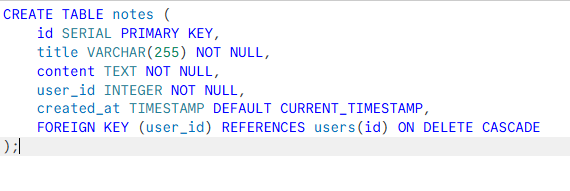 CREATE TABLE notes (
    id SERIAL PRIMARY KEY,
    title VARCHAR(255) NOT NULL,
    content TEXT NOT NULL,
    user_id INTEGER NOT NULL,
    created_at TIMESTAMP DEFAULT CURRENT_TIMESTAMP,
    FOREIGN KEY (user_id) REFERENCES users(id) ON DELETE CASCADE
);